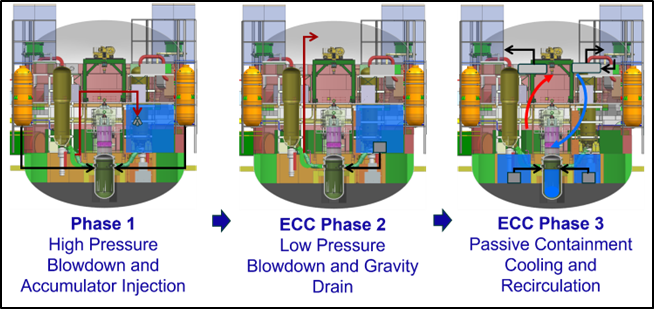 Phase 1
High Pressure
Blowdown and
Accumulator Injection
ECC Phase 2
Low Pressure
Blowdown and Gravity
Drain
ECC Phase 3
Passive Containment
Cooling and
Recirculation